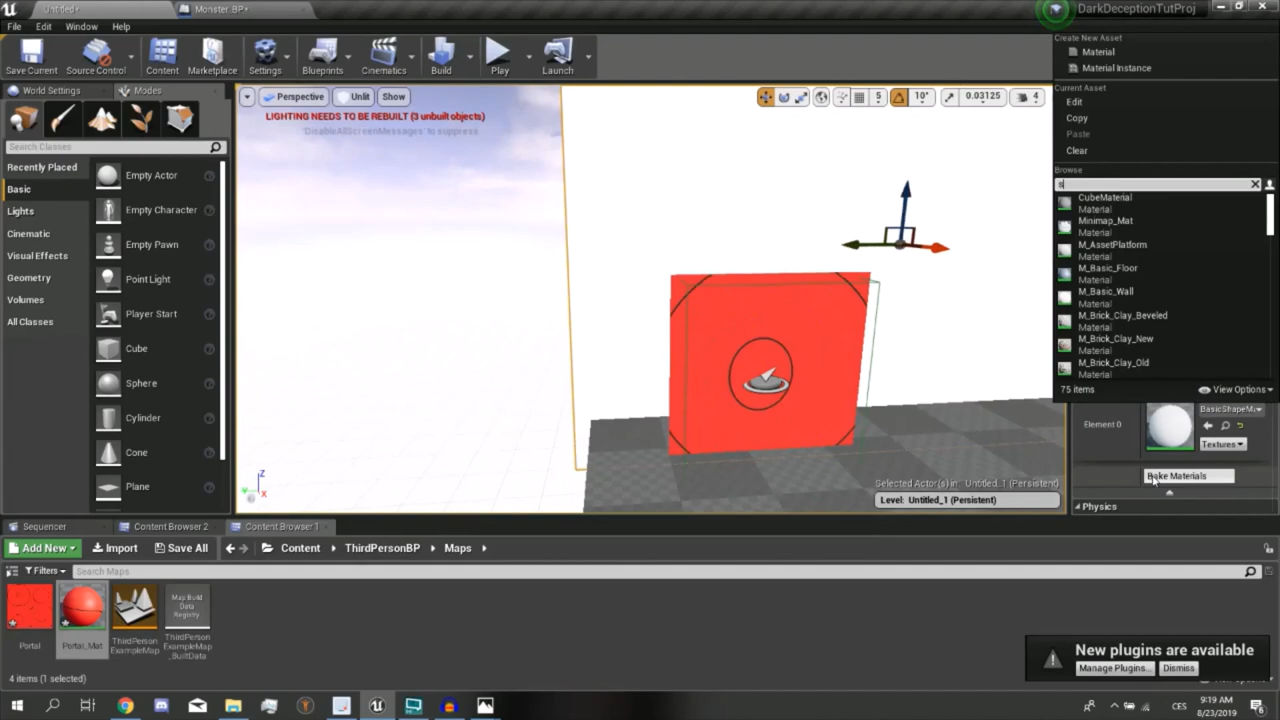 Untitled*
Monster.BP*
DarkDeceptionTutProj
File Edit Window Help
Save Current
Source Control
Content
Marketplace
Settings
Blueprints
Cinematics
Build
Play
Launch
World Settings
Modes
Search Classes
Recently Placed
Basic
Lights
Cinematic
Visual Effects
Geometry
Volumes
All Classes
Empty Actor
Empty Character
Empty Pawn
Point Light
Player Start
Cube
Sphere
Cylinder
Cone
Plane
Perspective
Unlit
Show
5
10°
0.03125
4
LIGHTING NEEDS TO BE REBUILT (3 unbuilt objects)
'DisableAllScreenMessages' to suppress
Z
X
Selected Actor(s) in: Untitled_1 (Persistent)
Level: Untitled_1 (Persistent)
Create New Asset
Material
Material Instance
Current Asset
Edit
Copy
Paste
Clear
Browse
s
CubeMaterial
Material
Minimap_Mat
Material
M_AssetPlatform
Material
M_Basic_Floor
Material
M_Basic_Wall
Material
M_Brick_Clay_Beveled
Material
M_Brick_Clay_New
Material
M_Brick_Clay_Old
Material
75 items
View Options
Element 0
BasicShapeMa
Textures
Bake Materials
Physics
Sequencer
Content Browser 2
Content Browser 1
Add New
Import
Save All
Content
ThirdPersonBP
Maps
Filters
Search Maps
Portal
Portal_Mat
ThirdPerson
ExampleMap
Map Build
Data
Registry
ThirdPerson
ExampleMap
_BuiltData
4 items (1 selected)
New plugins are available
Manage Plugins...
Dismiss
CES
9:19 AM
8/23/2019
6